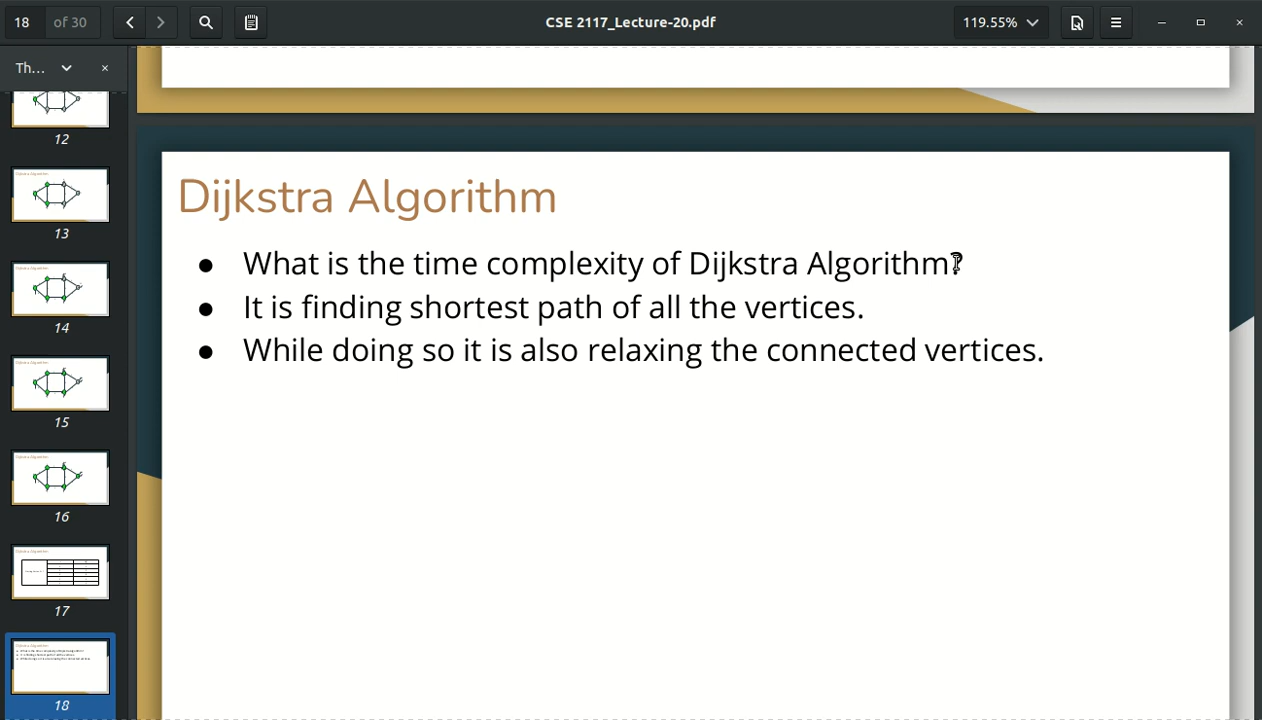 18 of 30
CSE 2117_Lecture-20.pdf
119.55%
Th...
12
13
14
15
16
17
18
Dijkstra Algorithm
● What is the time complexity of Dijkstra Algorithm?
● It is finding shortest path of all the vertices.
● While doing so it is also relaxing the connected vertices.